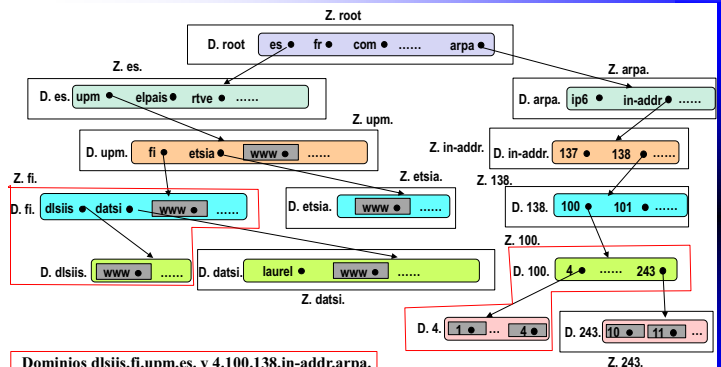 Z. root
D. root es fr com ...... arpa
Z. es.
Z. arpa.
D. es. upm elpais rtve ......
D. arpa. ip6 in-addr ......
Z. upm.
D. upm. fi etsia www ......
Z. in-addr.
D. in-addr. 137 138 ......
Z. fi.
Z. etsia.
Z. 138.
D. fi. dlsiis datsi www ......
D. etsia. www ......
D. 138. 100 101 ......
Z. 100.
D. dlsiis. www ......
D. datsi. laurel www ......
D. 100. 4 ...... 243
Z. datsi.
D. 4. 1 ... 4
D. 243. 10 11 ...
Dominios dlsiis.fi.upm.es. y 4.100.138.in-addr.arpa.
Z. 243.